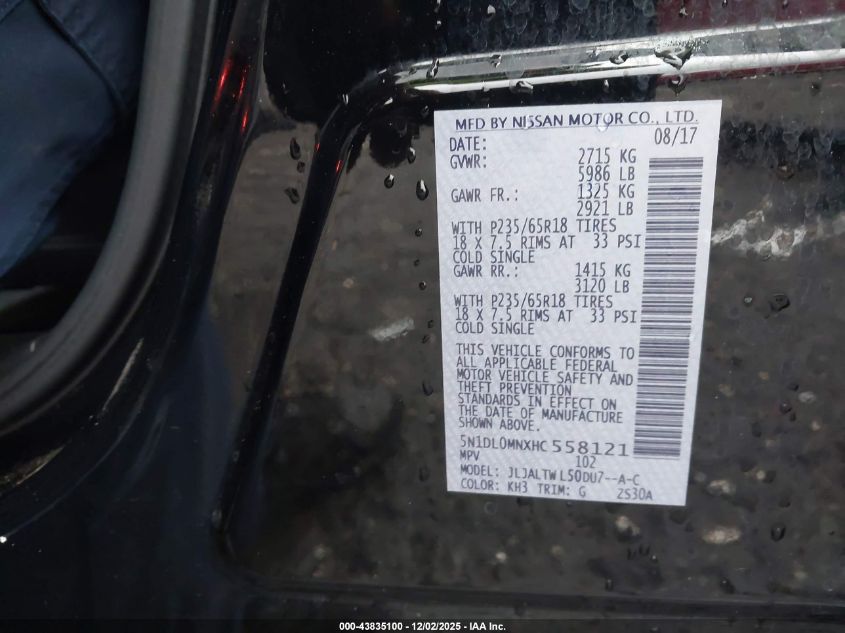 MFD BY NISSAN MOTOR CO., LTD.
DATE: 08/17
GVWR: 2715 KG
5986 LB
GAWR FR.: 1325 KG
2921 LB
WITH P235/65R18 TIRES
18 X 7.5 RIMS AT 33 PSI
COLD SINGLE
GAWR RR.: 1415 KG
3120 LB
WITH P235/65R18 TIRES
18 X 7.5 RIMS AT 33 PSI
COLD SINGLE
THIS VEHICLE CONFORMS TO
ALL APPLICABLE FEDERAL
MOTOR VEHICLE SAFETY AND
THEFT PREVENTION
STANDARDS IN EFFECT ON
THE DATE OF MANUFACTURE
SHOWN ABOVE.
5N1DL0MNXHC558121
MPV 102
MODEL: JLJALTWL50DU7--A-C
COLOR: KH3 TRIM: G 2S30A
000-43835100 - 12/02/2025 - IAA Inc.